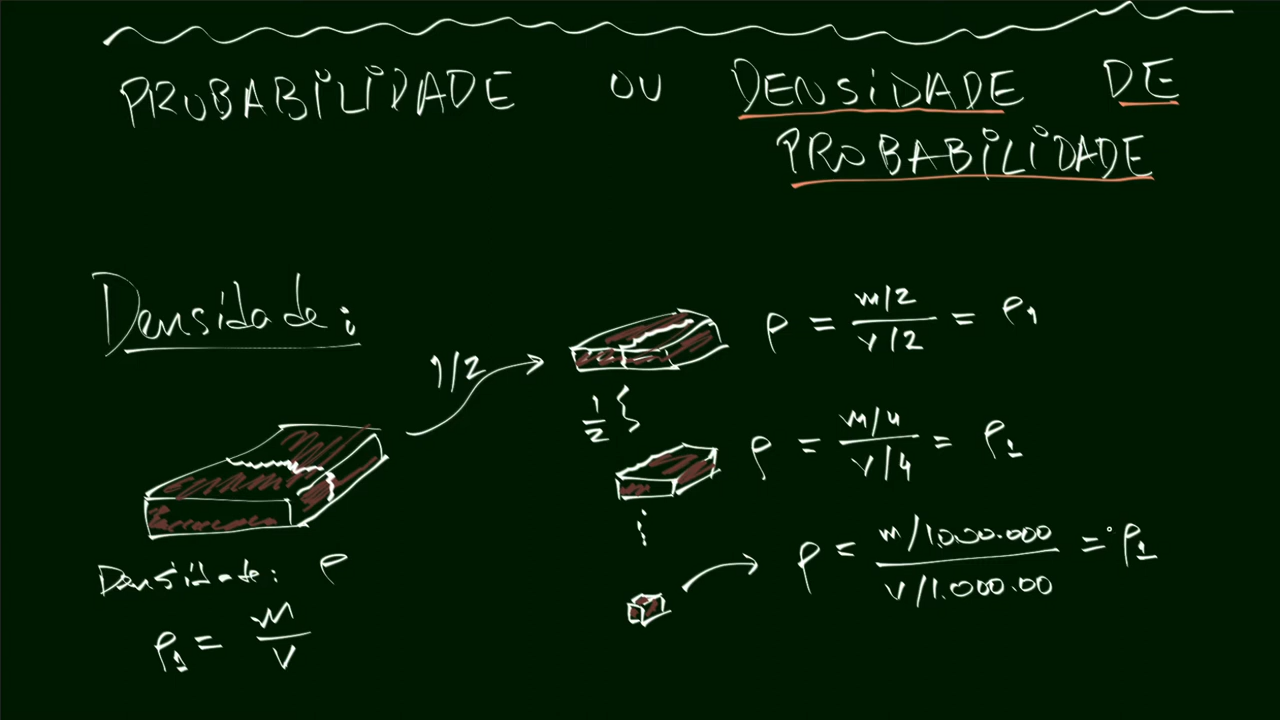 PROBABILIDADE OU DENSIDADE DE
PROBABILIDADE
Densidade:
1/2
ρ = m/2 / v/2 = ρ1
1/2 {
ρ = m/4 / v/4 = ρ1
ρ = m/1.000.000 / v/1.000.00 = ρ1
Densidade: ρ
ρ1 = m / v